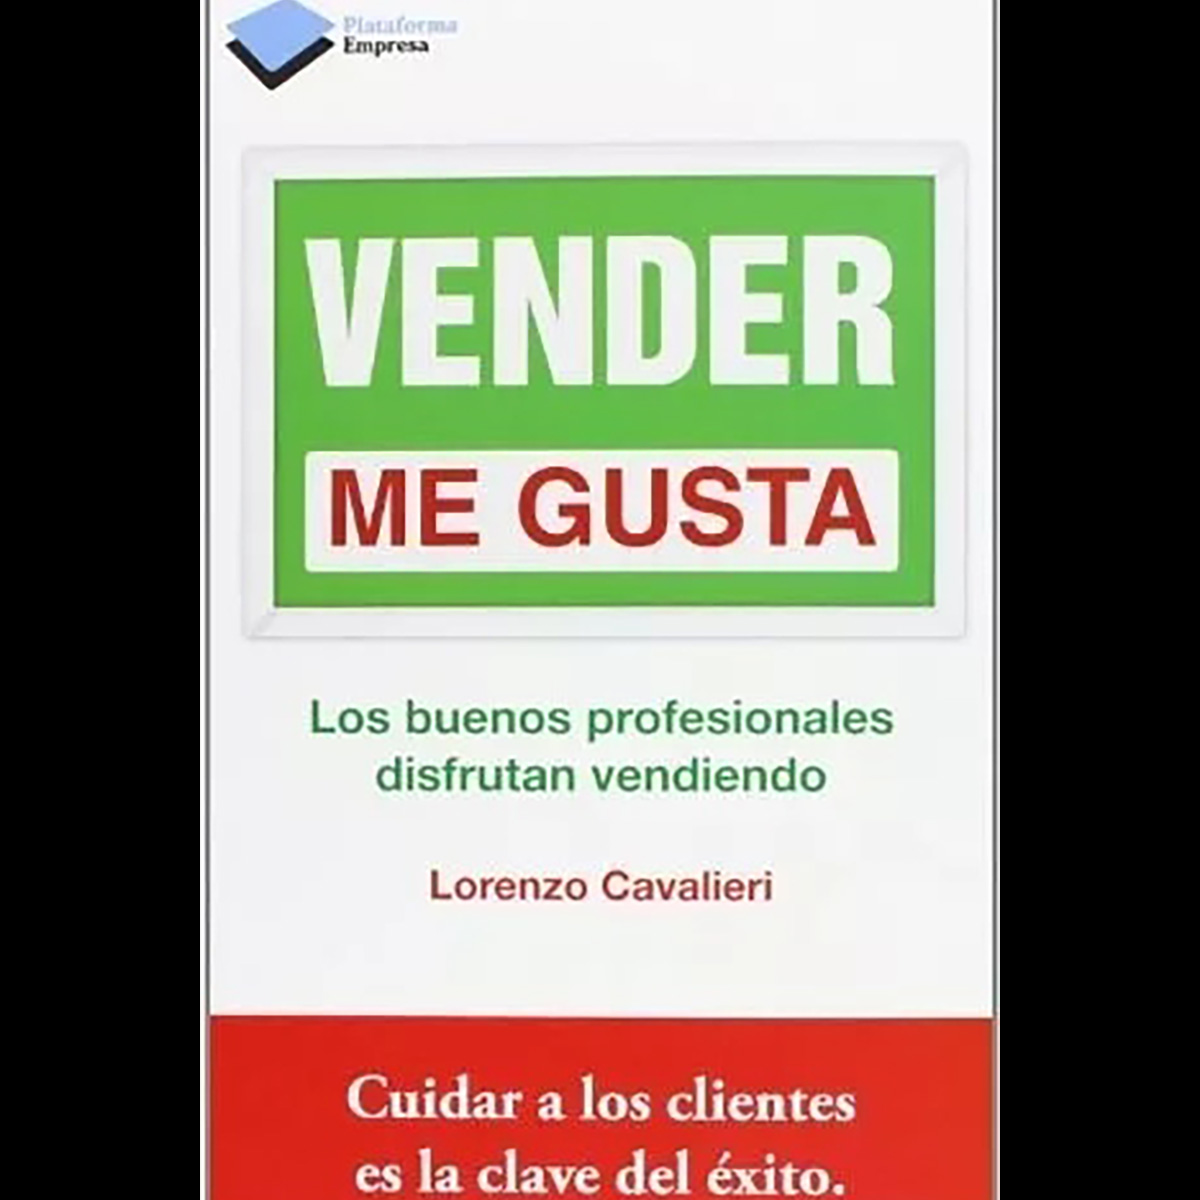 Plataforma
Empresa
VENDER
ME GUSTA
Los buenos profesionales
disfrutan vendiendo
Lorenzo Cavalieri
Cuidar a los clientes
es la clave del éxito.